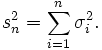 s_n^2 = \sum_{i=1}^{n} \sigma_i^2.